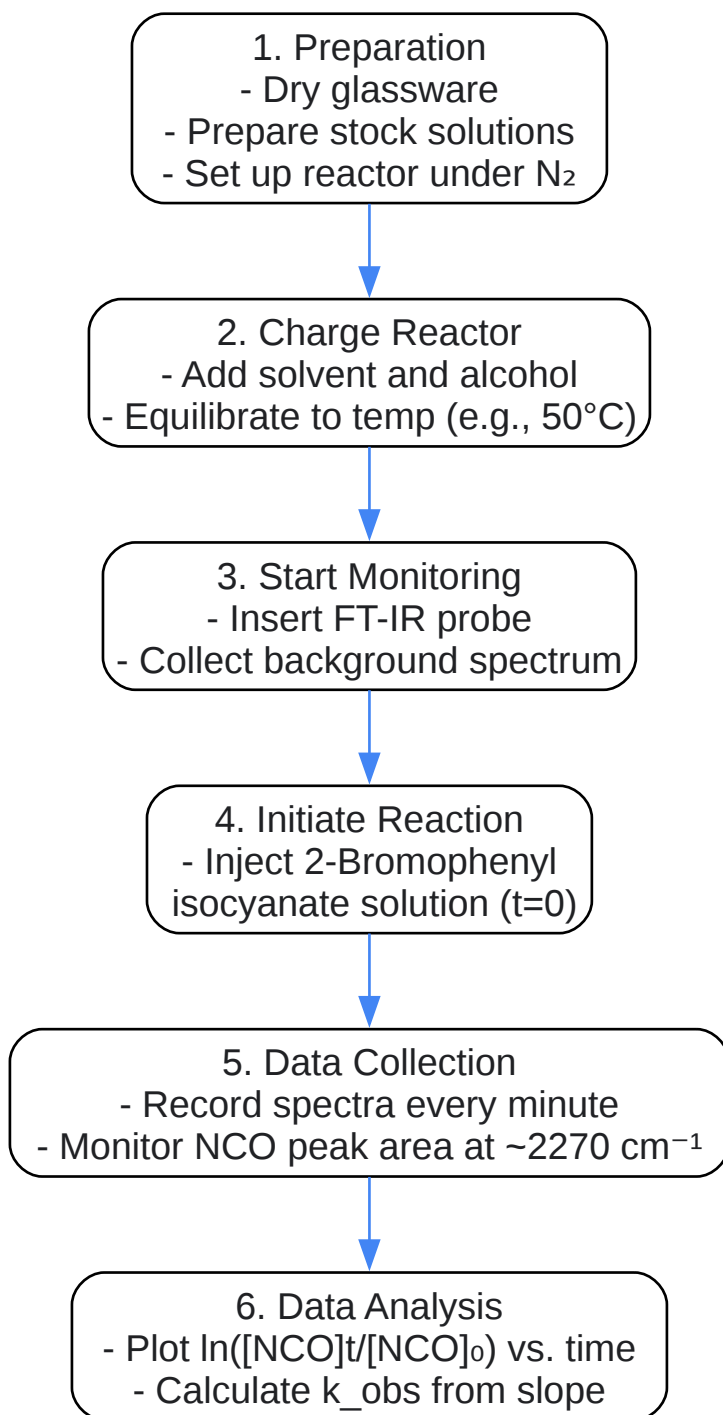 1. Preparation
- Dry glassware
- Prepare stock solutions
- Set up reactor under N₂
2. Charge Reactor
- Add solvent and alcohol
- Equilibrate to temp (e.g., 50°C)
3. Start Monitoring
- Insert FT-IR probe
- Collect background spectrum
4. Initiate Reaction
- Inject 2-Bromophenyl
isocyanate solution (t=0)
5. Data Collection
- Record spectra every minute
- Monitor NCO peak area at ~2270 cm⁻¹
6. Data Analysis
- Plot ln([NCO]t/[NCO]₀) vs. time
- Calculate k_obs from slope